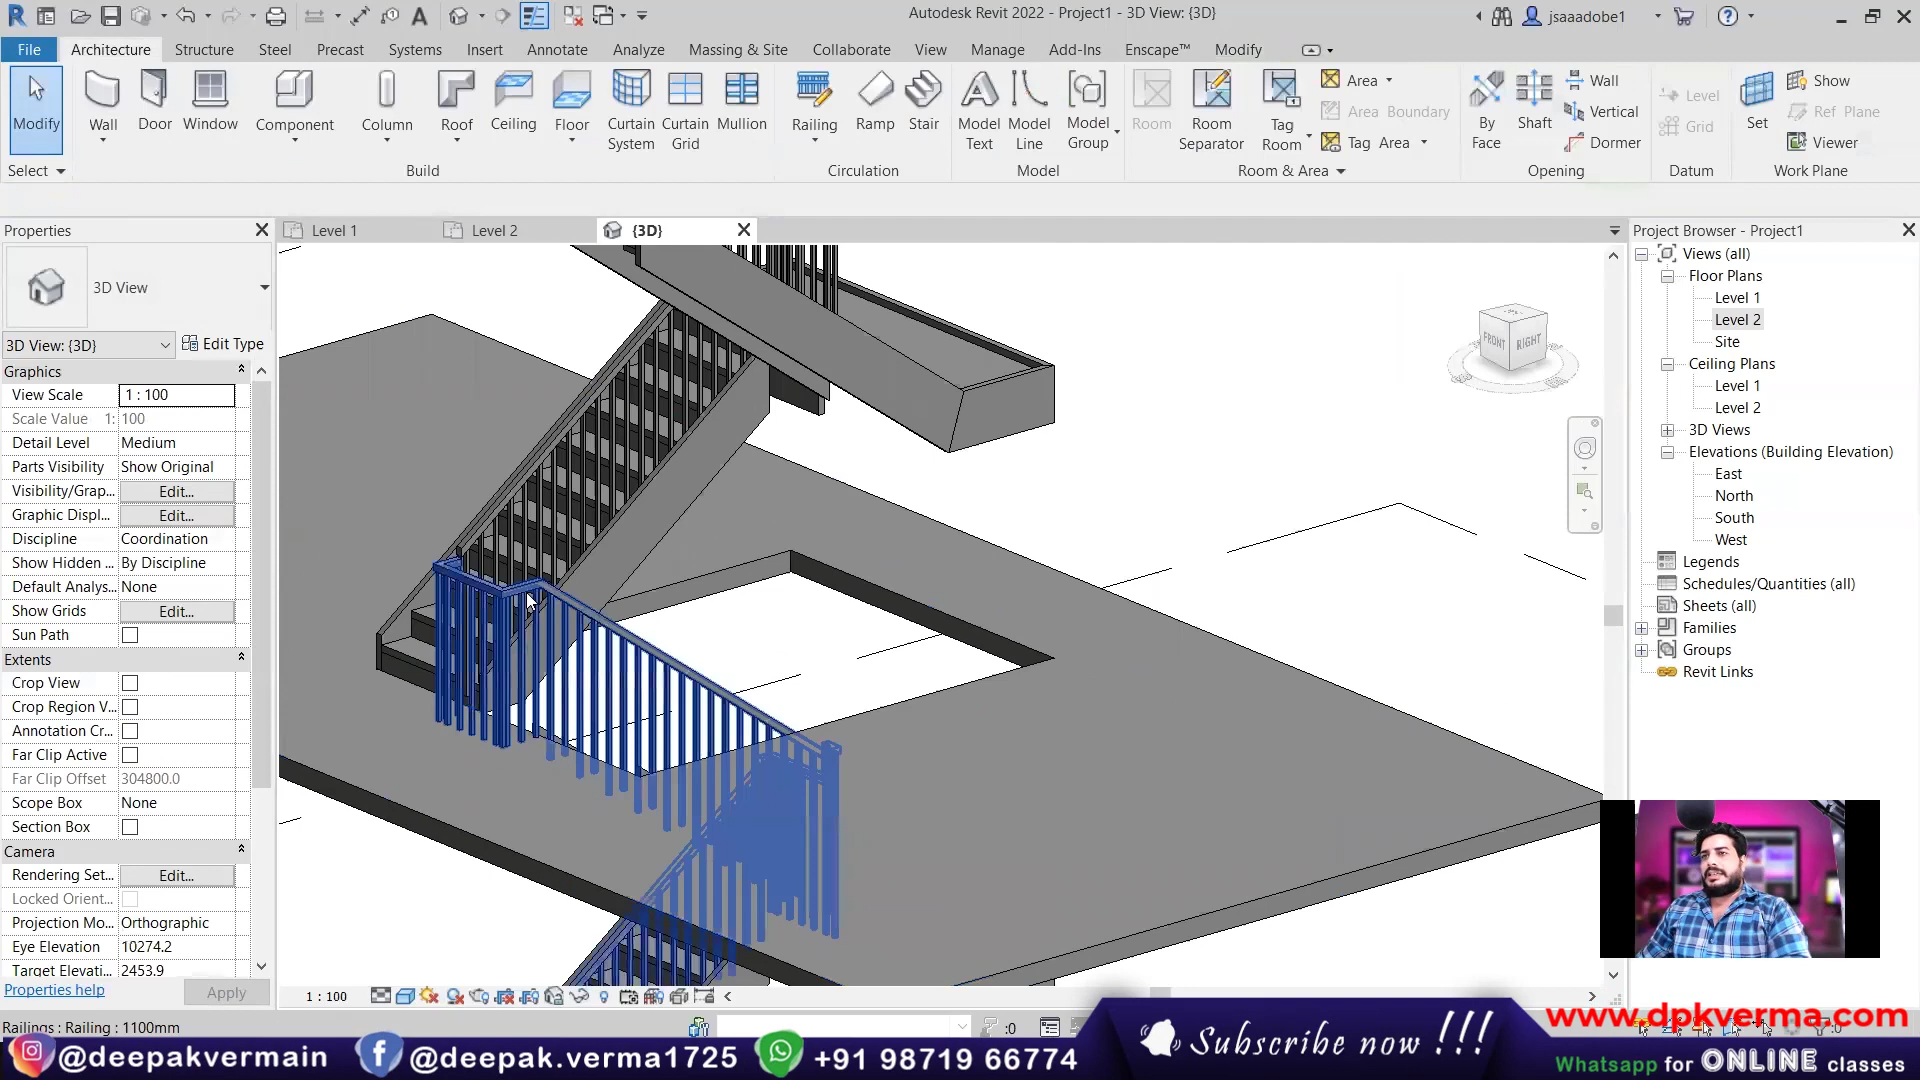 Autodesk Revit 2022 - Project1 - 3D View: {3D}
jsaaadobe1
File Architecture Structure Steel Precast Systems Insert Annotate Analyze Massing & Site Collaborate View Manage Add-Ins Enscape™ Modify
Modify
Wall Door Window Component Column Roof Ceiling Floor
Curtain System
Curtain Grid
Mullion Railing Ramp Stair
Model Text
Model Line
Model Group
Room
Room Separator
Tag Room
Area
Area Boundary
Tag Area
By Face
Shaft
Wall
Vertical
Dormer
Level
Grid
Set
Show
Ref Plane
Viewer
Select Build Circulation Model Room & Area Opening Datum Work Plane
Properties
Level 1 Level 2 {3D}
Project Browser - Project1
3D View
3D View: {3D} Edit Type
Graphics
View Scale 1 : 100
Scale Value 1: 100
Detail Level Medium
Parts Visibility Show Original
Visibility/Grap... Edit...
Graphic Displ... Edit...
Discipline Coordination
Show Hidden ... By Discipline
Default Analys... None
Show Grids Edit...
Sun Path
Extents
Crop View
Crop Region V...
Annotation Cr...
Far Clip Active
Far Clip Offset 304800.0
Scope Box None
Section Box
Camera
Rendering Set... Edit...
Locked Orient...
Projection Mo... Orthographic
Eye Elevation 10274.2
Target Elevati... 2453.9
Properties help Apply
FRONT RIGHT
Views (all)
Floor Plans
Level 1
Level 2
Site
Ceiling Plans
Level 1
Level 2
3D Views
Elevations (Building Elevation)
East
North
South
West
Legends
Schedules/Quantities (all)
Sheets (all)
Families
Groups
Revit Links
1 : 100
Railings : Railing : 1100mm
:0
:0
@deepakvermain @deepak.verma1725 +91 98719 66774
Subscribe now !!!
www.dpkverma.com
Whatsapp for ONLINE classes